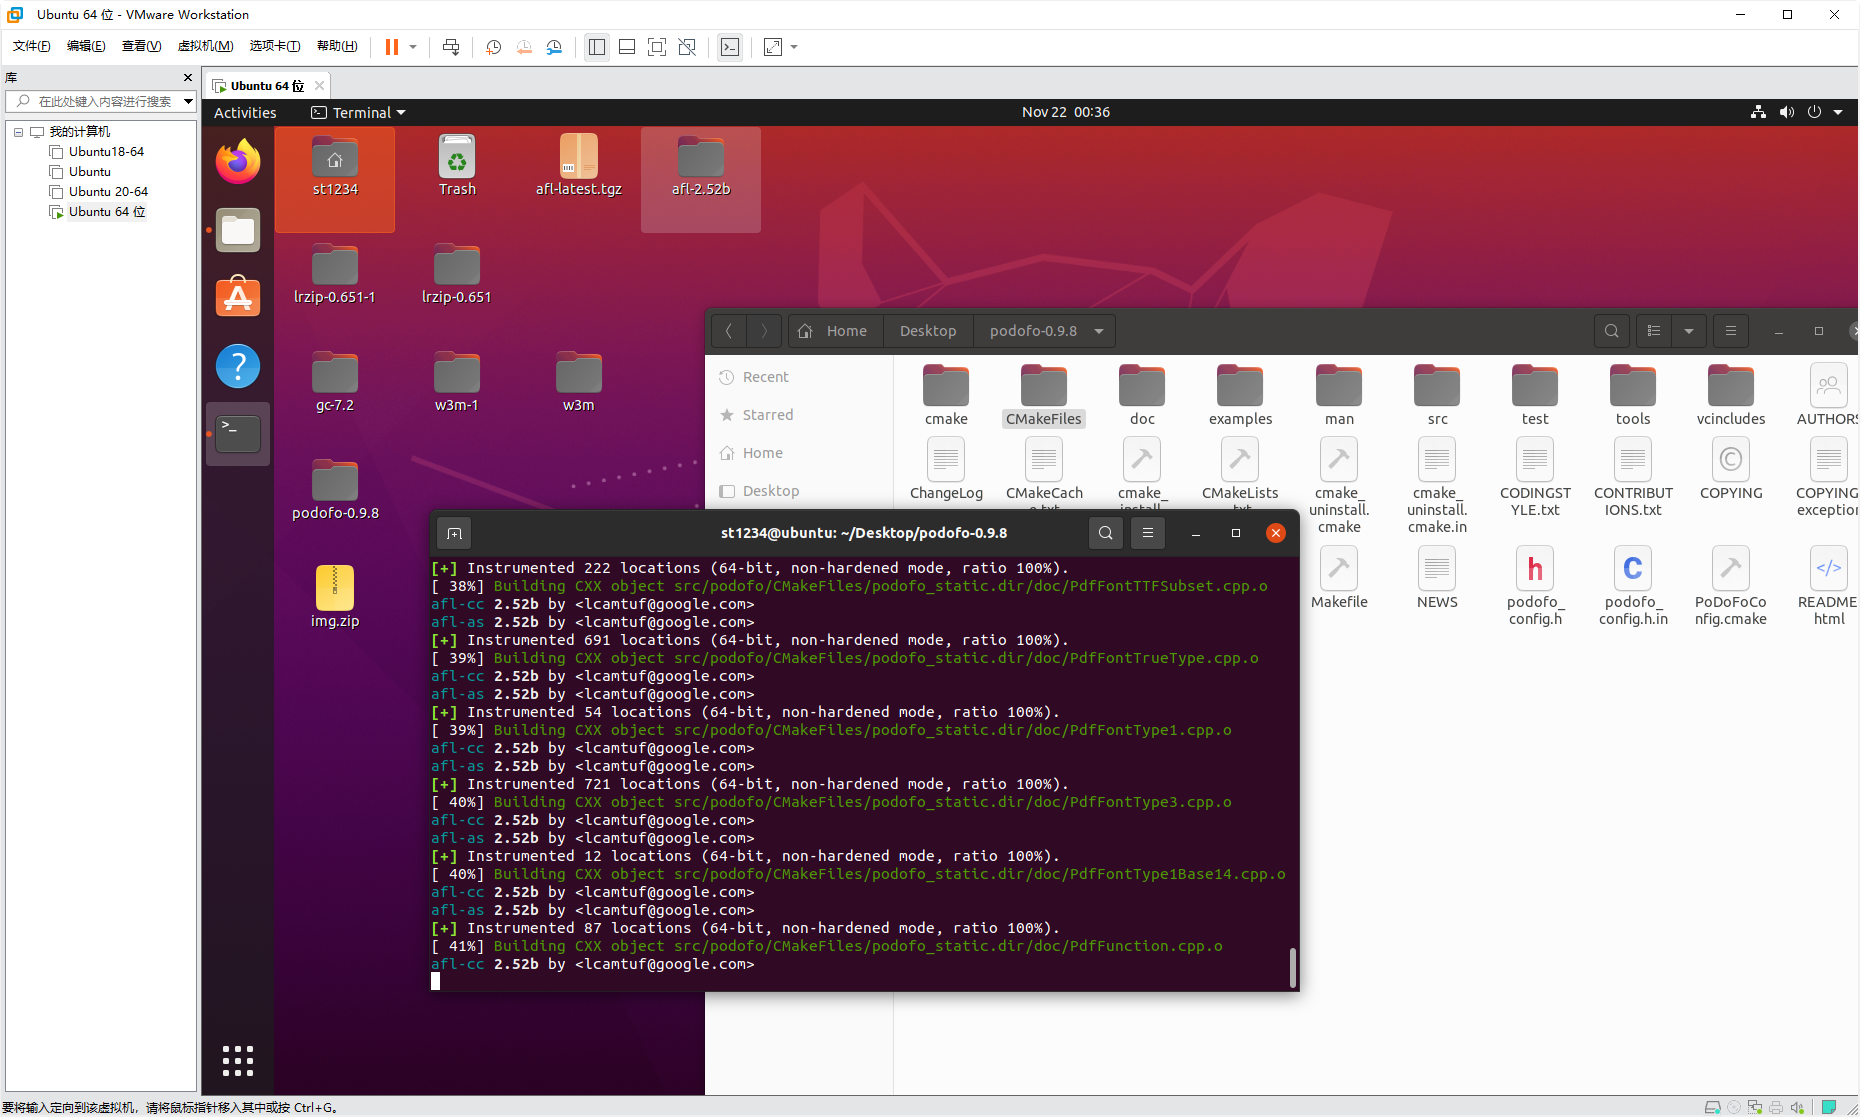 Ubuntu 64 位 - VMware Workstation
文件(F) 编辑(E) 查看(V) 虚拟机(M) 选项卡(T) 帮助(H)
库
在此处键入内容进行搜索
我的计算机
Ubuntu18-64
Ubuntu
Ubuntu 20-64
Ubuntu 64 位
Ubuntu 64 位
Activities Terminal Nov 22 00:36
st1234 Trash afl-latest.tgz afl-2.52b
lrzip-0.651-1 lrzip-0.651
gc-7.2 w3m-1 w3m
podofo-0.9.8
img.zip
Home Desktop podofo-0.9.8
Recent
Starred
Home
Desktop
cmake CMakeFiles doc examples man src test tools vcincludes AUTHORS
ChangeLog CMakeCach cmake_ CMakeLists cmake_ uninstall. cmake cmake_ uninstall. cmake.in CODINGST YLE.txt CONTRIBUT IONS.txt COPYING COPYING exception
Makefile NEWS podofo_ config.h podofo_ config.h.in PoDoFoCo nfig.cmake README html
st1234@ubuntu: ~/Desktop/podofo-0.9.8
[+] Instrumented 222 locations (64-bit, non-hardened mode, ratio 100%).
[ 38%] Building CXX object src/podofo/CMakeFiles/podofo_static.dir/doc/PdfFontTTFSubset.cpp.o
afl-cc 2.52b by <lcamtuf@google.com>
afl-as 2.52b by <lcamtuf@google.com>
[+] Instrumented 691 locations (64-bit, non-hardened mode, ratio 100%).
[ 39%] Building CXX object src/podofo/CMakeFiles/podofo_static.dir/doc/PdfFontTrueType.cpp.o
afl-cc 2.52b by <lcamtuf@google.com>
afl-as 2.52b by <lcamtuf@google.com>
[+] Instrumented 54 locations (64-bit, non-hardened mode, ratio 100%).
[ 39%] Building CXX object src/podofo/CMakeFiles/podofo_static.dir/doc/PdfFontType1.cpp.o
afl-cc 2.52b by <lcamtuf@google.com>
afl-as 2.52b by <lcamtuf@google.com>
[+] Instrumented 721 locations (64-bit, non-hardened mode, ratio 100%).
[ 40%] Building CXX object src/podofo/CMakeFiles/podofo_static.dir/doc/PdfFontType3.cpp.o
afl-cc 2.52b by <lcamtuf@google.com>
afl-as 2.52b by <lcamtuf@google.com>
[+] Instrumented 12 locations (64-bit, non-hardened mode, ratio 100%).
[ 40%] Building CXX object src/podofo/CMakeFiles/podofo_static.dir/doc/PdfFontType1Base14.cpp.o
afl-cc 2.52b by <lcamtuf@google.com>
afl-as 2.52b by <lcamtuf@google.com>
[+] Instrumented 87 locations (64-bit, non-hardened mode, ratio 100%).
[ 41%] Building CXX object src/podofo/CMakeFiles/podofo_static.dir/doc/PdfFunction.cpp.o
afl-cc 2.52b by <lcamtuf@google.com>
要将输入定向到该虚拟机，请将鼠标指针移入其中或按 Ctrl+G。